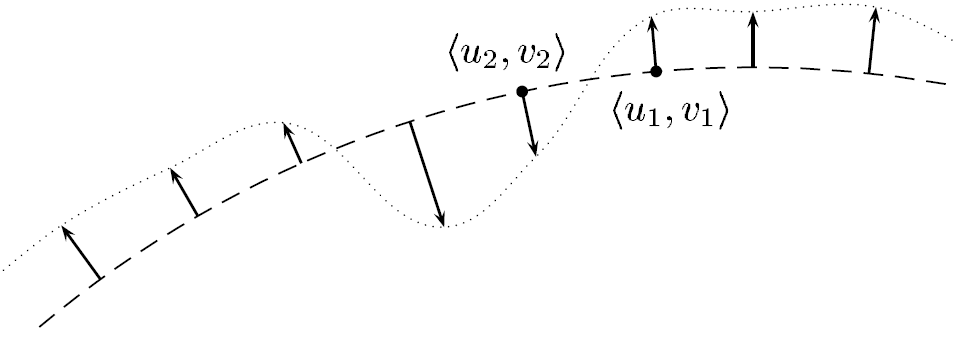 ⟨u₂, v₂⟩
⟨u₁, v₁⟩